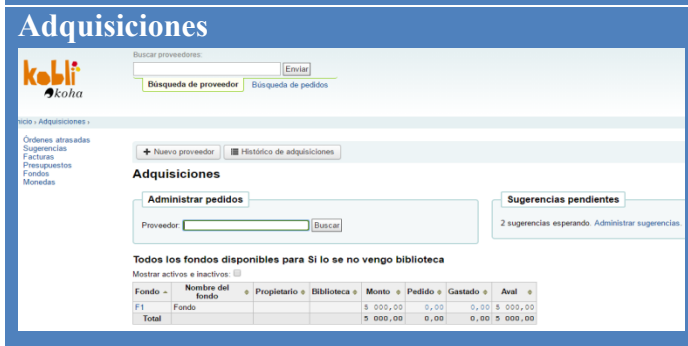 Adquisiciones
Buscar proveedores:
Enviar
Búsqueda de proveedor Búsqueda de pedidos
kobli
koha
nicio › Adquisiciones ›
Órdenes atrasadas
Sugerencias
Facturas
Presupuestos
Fondos
Monedas
+ Nuevo proveedor Histórico de adquisiciones
Adquisiciones
Administrar pedidos
Proveedor: Buscar
Sugerencias pendientes
2 sugerencias esperando. Administrar sugerencias.
Todos los fondos disponibles para Si lo se no vengo biblioteca
Mostrar activos e inactivos:
Fondo Nombre del fondo Propietario Biblioteca Monto Pedido Gastado Aval
F1 Fondo 5 000,00 0,00 0,00 5 000,00
Total 5 000,00 0,00 0,00 5 000,00